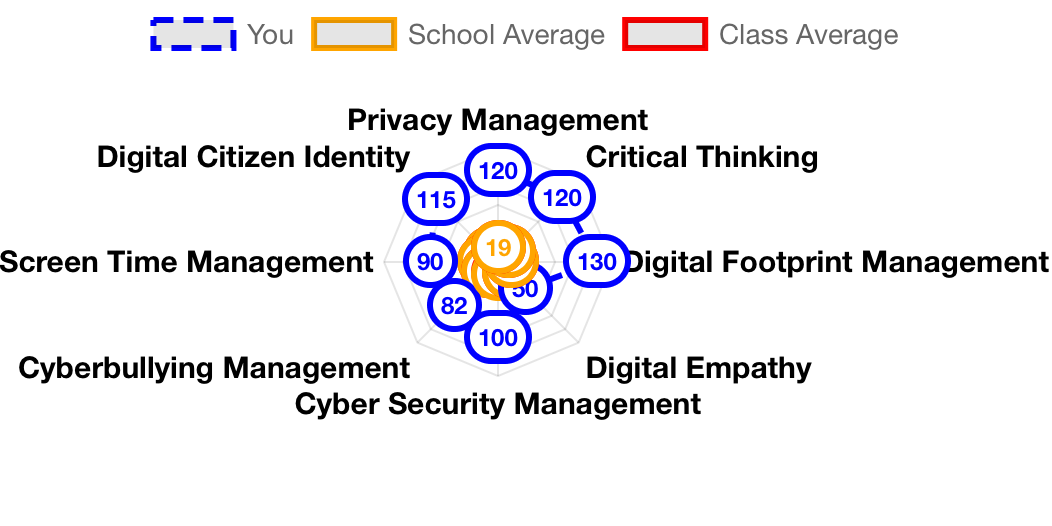 You School Average Class Average
Privacy Management
Digital Citizen Identity Critical Thinking
120
115 120
19
Screen Time Management 90 130 Digital Footprint Management
50
82
100
Cyberbullying Management Digital Empathy
Cyber Security Management